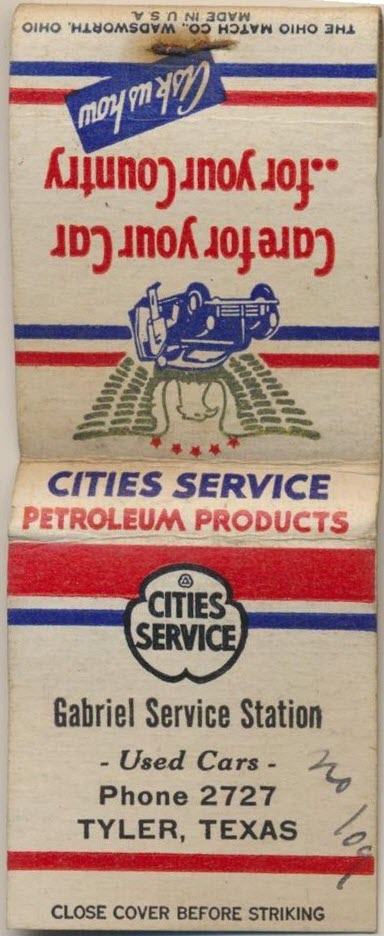 THE OHIO MATCH CO., WADSWORTH, OHIO
MADE IN U.S.A.
Ask us how
Care for your Car
..for your Country
CITIES SERVICE
PETROLEUM PRODUCTS
CITIES
SERVICE
Gabriel Service Station
- Used Cars -
Phone 2727
TYLER, TEXAS
no
CLOSE COVER BEFORE STRIKING